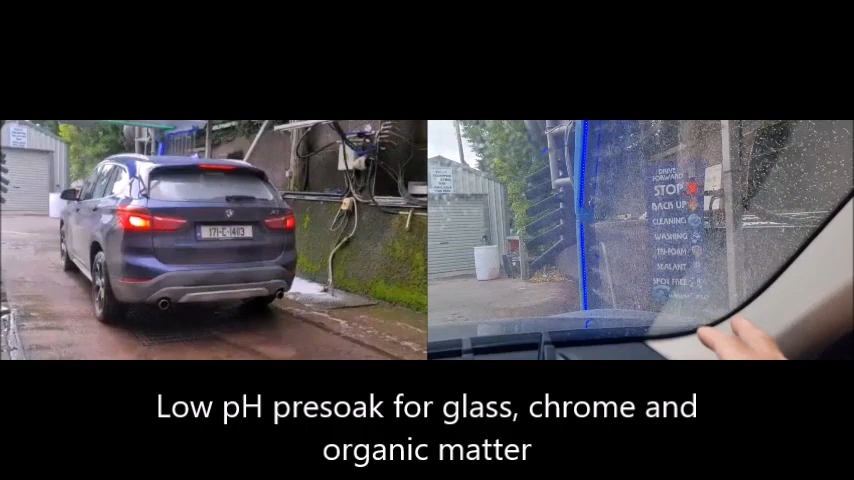 171-C-1483
DRIVE
FORWARD
STOP
BACK UP
CLEANING
WASHING
TRI-FOAM
SEALANT
SPOT FREE
Low pH presoak for glass, chrome and
organic matter